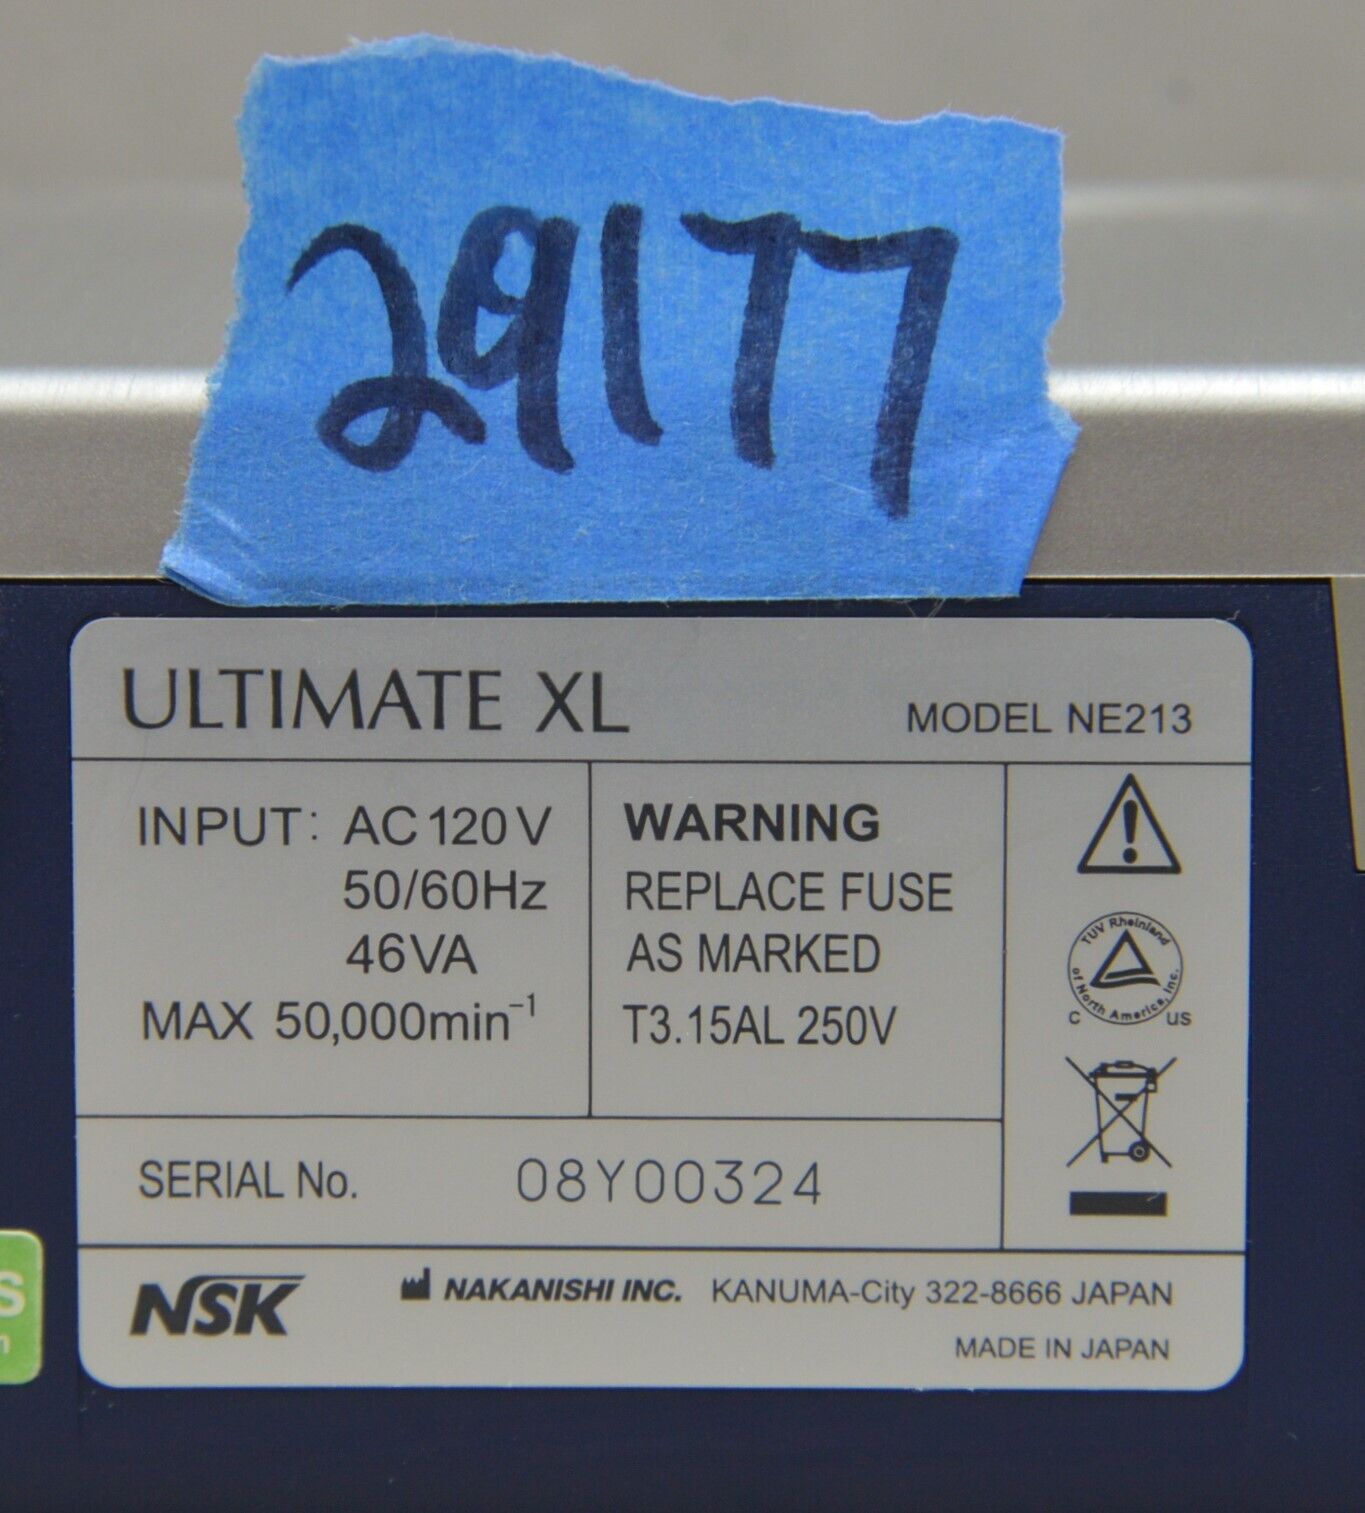 29177
ULTIMATE XL
MODEL NE213
INPUT: AC 120 V
50/60Hz
46VA
MAX 50,000min⁻¹
WARNING
REPLACE FUSE
AS MARKED
T3.15AL 250V
TÜV Rheinland
of North America, Inc.
C US
SERIAL No. 08Y00324
NSK
NAKANISHI INC. KANUMA-City 322-8666 JAPAN
MADE IN JAPAN
S
n